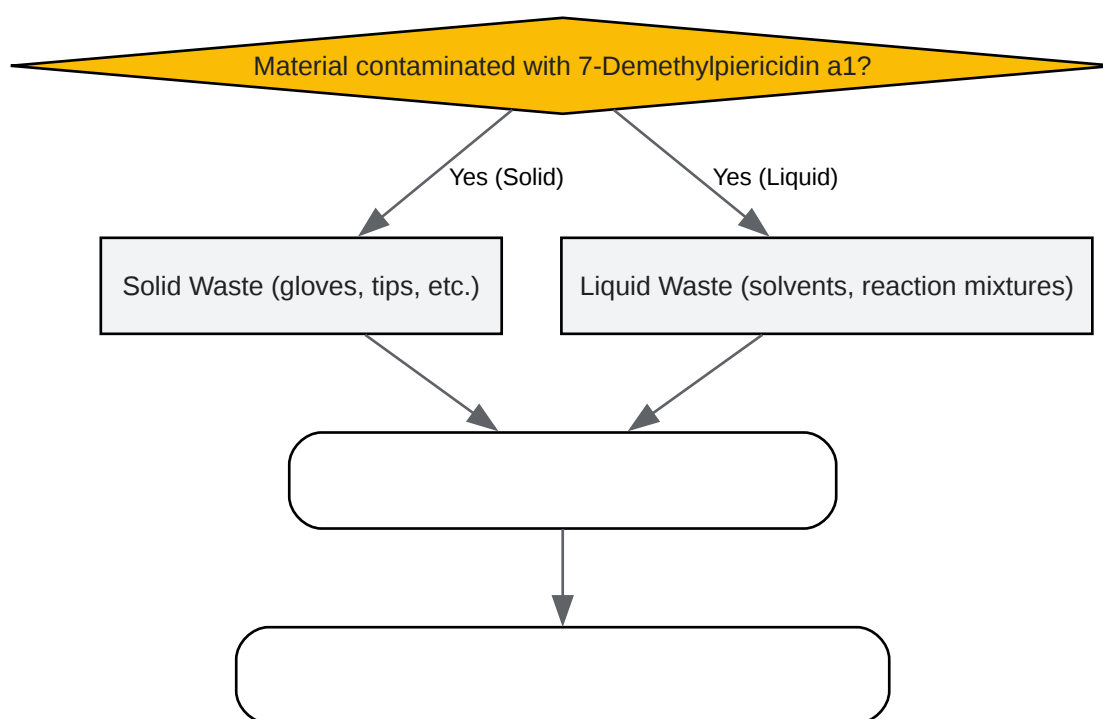 Material contaminated with 7-Demethylpiericidin a1?
Yes (Solid)
Yes (Liquid)
Solid Waste (gloves, tips, etc.)
Liquid Waste (solvents, reaction mixtures)